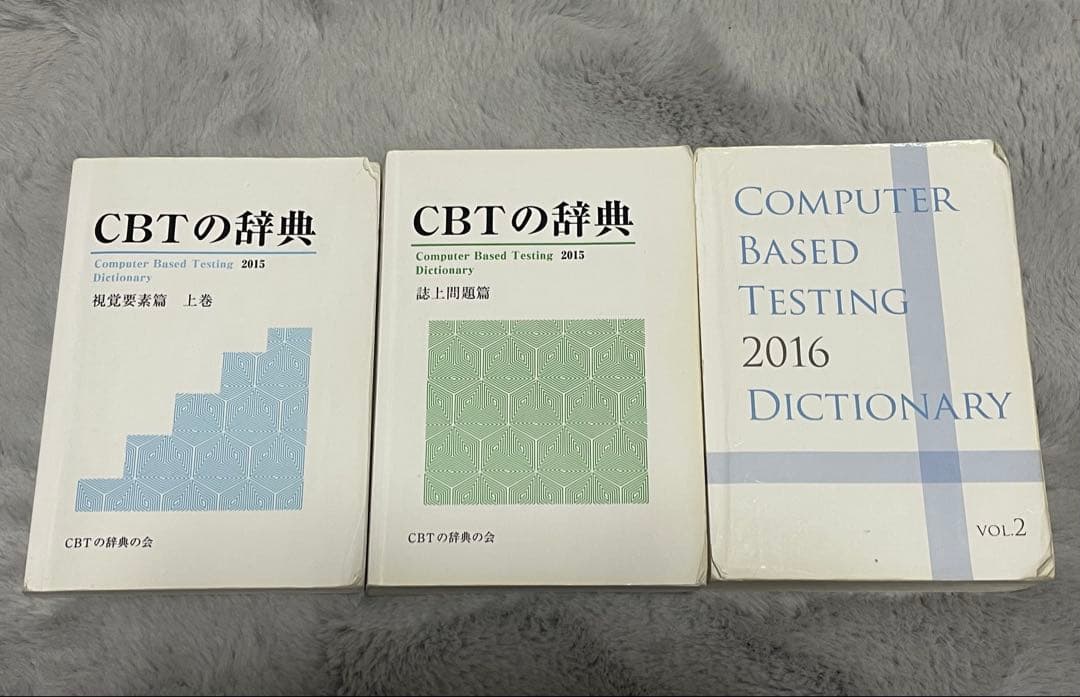 CBTの辞典
Computer Based Testing 2015
Dictionary
視覚要素篇 上巻
CBTの辞典の会
CBTの辞典
Computer Based Testing 2015
Dictionary
誌上問題篇
CBTの辞典の会
COMPUTER
BASED
TESTING
2016
DICTIONARY
VOL.2